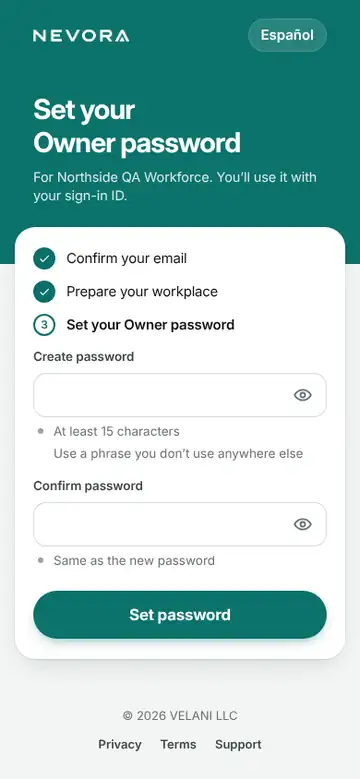 NEVORA
Español
Set your
Owner password
For Northside QA Workforce. You’ll use it with
your sign-in ID.
Confirm your email
Prepare your workplace
3 Set your Owner password
Create password
At least 15 characters
Use a phrase you don’t use anywhere else
Confirm password
Same as the new password
Set password
© 2026 VELANI LLC
Privacy Terms Support